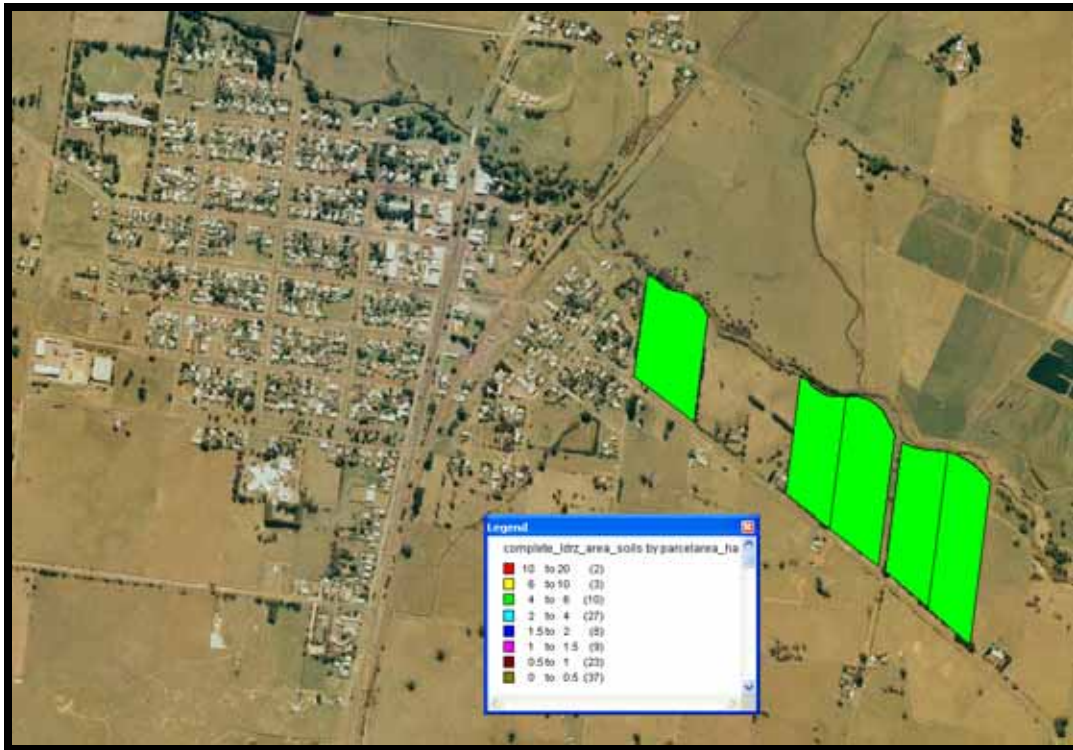 Legend
complete_ldrz_area_soils by parcelarea_ha
10 to 20 (2)
6 to 10 (3)
4 to 6 (10)
2 to 4 (27)
1.5 to 2 (8)
1 to 1.5 (9)
0.5 to 1 (23)
0 to 0.5 (37)